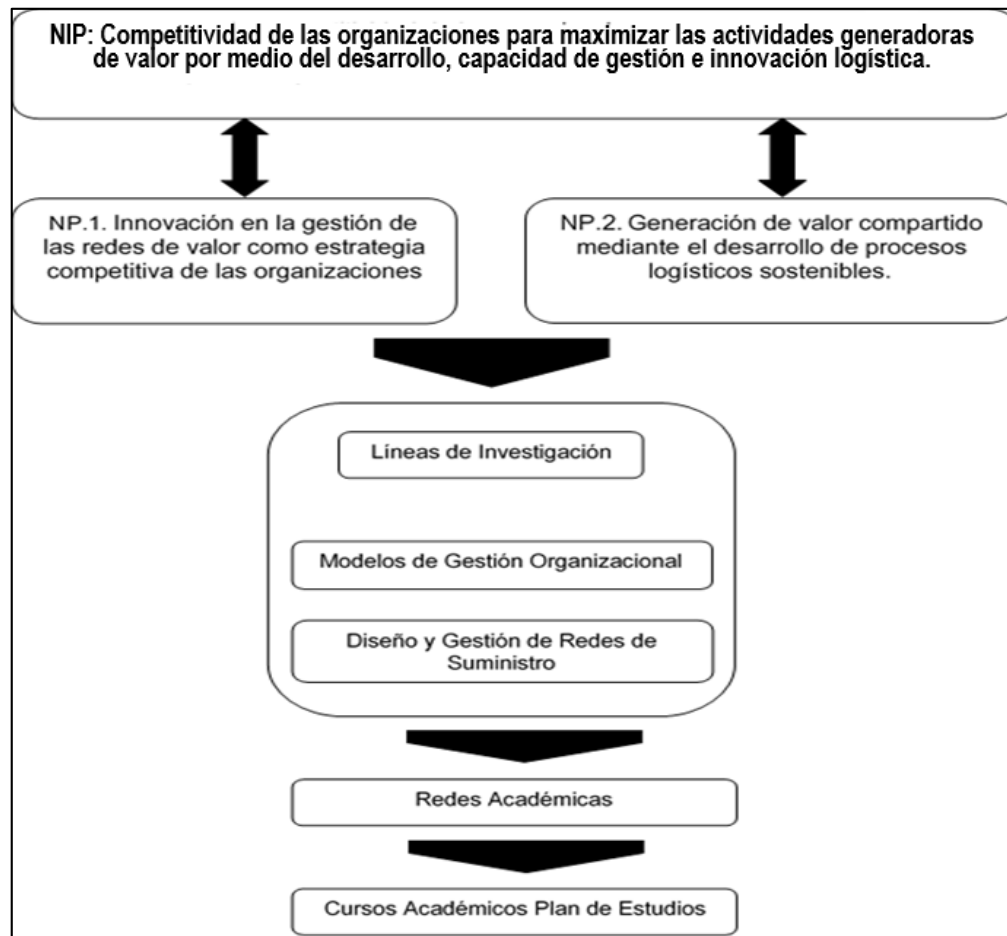 NIP: Competitividad de las organizaciones para maximizar las actividades generadoras
de valor por medio del desarrollo, capacidad de gestión e innovación logística.
NP.1. Innovación en la gestión de
las redes de valor como estrategia
competitiva de las organizaciones
NP.2. Generación de valor compartido
mediante el desarrollo de procesos
logísticos sostenibles.
Líneas de Investigación
Modelos de Gestión Organizacional
Diseño y Gestión de Redes de
Suministro
Redes Académicas
Cursos Académicos Plan de Estudios